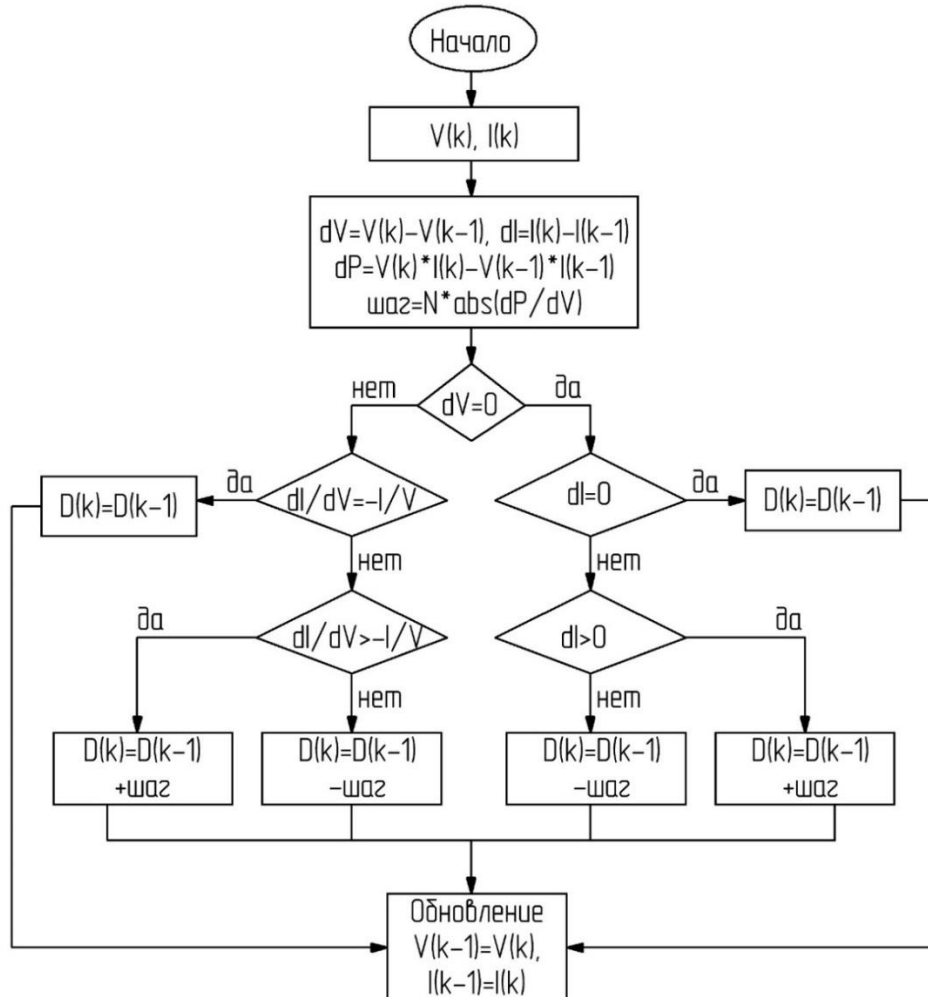 Начало
V(k), I(k)
dV=V(k)-V(k-1), dI=I(k)-I(k-1)
dP=V(k)*I(k)-V(k-1)*I(k-1)
шаг=N*abs(dP/dV)
нет
dV=0
да
да
dI/dV=-I/V
dI=0
да
D(k)=D(k-1)
D(k)=D(k-1)
нет
нет
да
dI/dV>-I/V
dI>0
да
нет
нет
D(k)=D(k-1)
+шаг
D(k)=D(k-1)
-шаг
D(k)=D(k-1)
-шаг
D(k)=D(k-1)
+шаг
Обновление
V(k-1)=V(k),
I(k-1)=I(k)